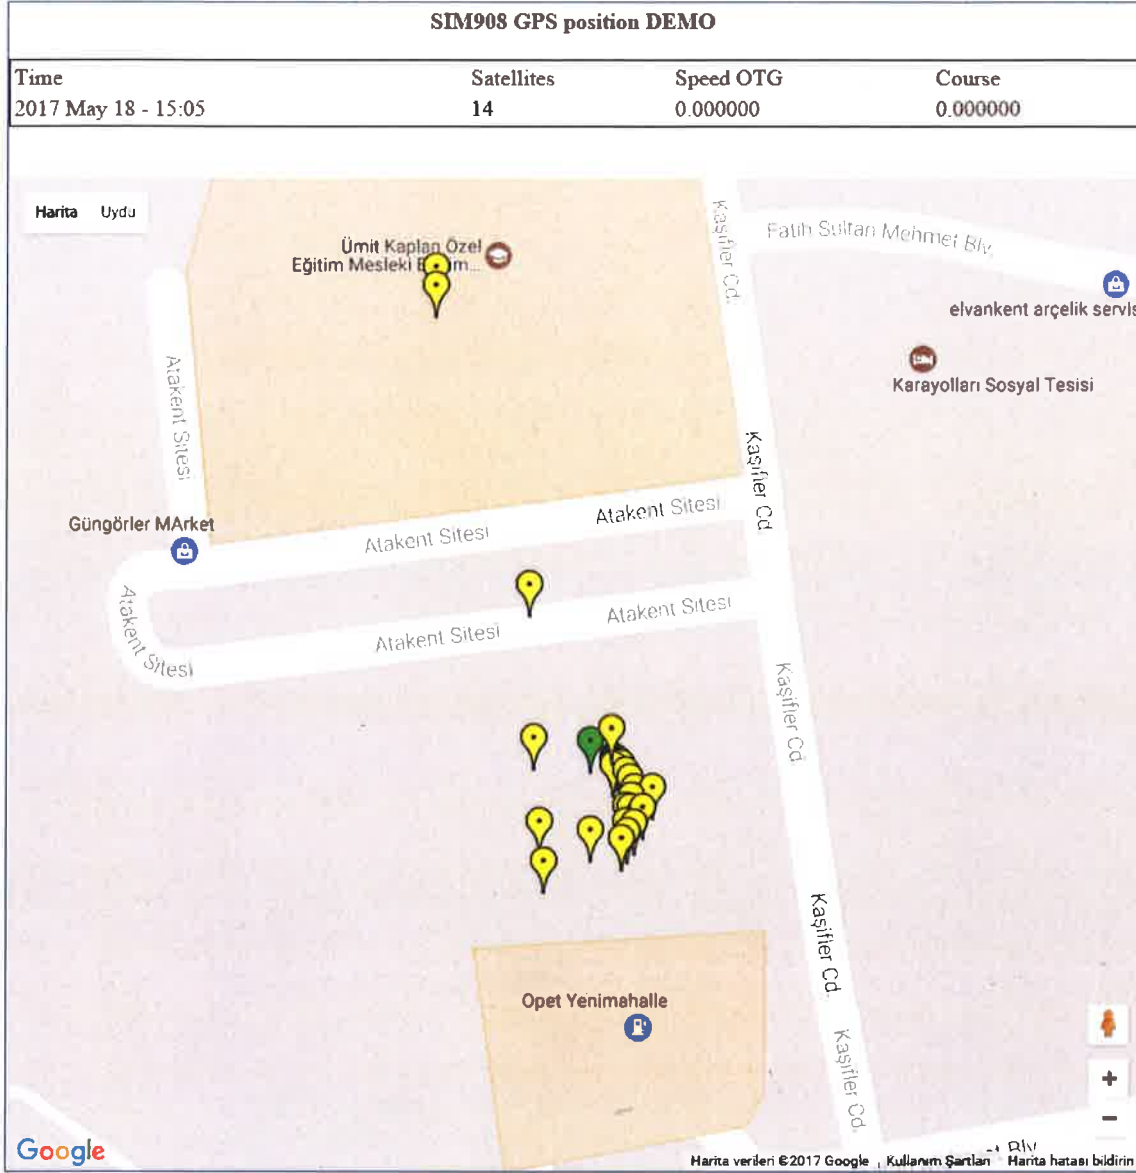 SIM908 GPS position DEMO
Time Satellites Speed OTG Course
2017 May 18 - 15:05 14 0.000000 0.000000
Harita Uydu
Ümit Kaplan Özel
Eğitim Mesleki
Kaşifler Cd.
Fatih Sultan Mehmet Blv.
elvankent arçelik servis
Karayolları Sosyal Tesisi
Atakent Sitesi
Kaşifler Cd.
Atakent Sitesi
Güngörler MArket
Atakent Sitesi
Atakent Sitesi
Atakent Sitesi
Atakent Sitesi
Kaşifler Cd.
Kaşifler Cd.
Opet Yenimahalle
Kaşifler Cd.
+
−
Blv.
Google
Harita verileri ©2017 Google Kullanım Şartları Harita hatası bildirin